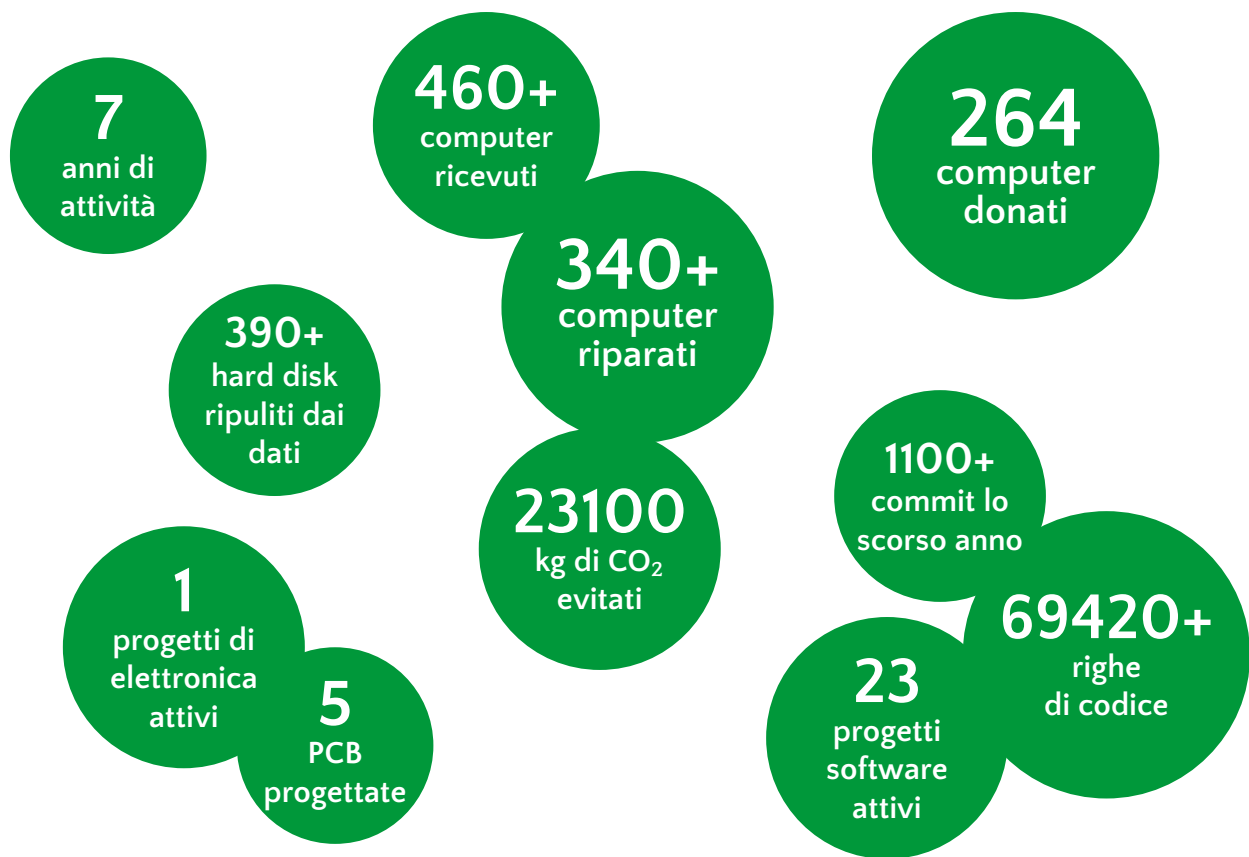 7
anni di
attività
460+
computer
ricevuti
264
computer
donati
340+
computer
riparati
390+
hard disk
ripuliti dai
dati
23100
kg di CO₂
evitati
1100+
commit lo
scorso anno
1
progetti di
elettronica
attivi
5
PCB
progettate
69420+
righe
di codice
23
progetti
software
attivi